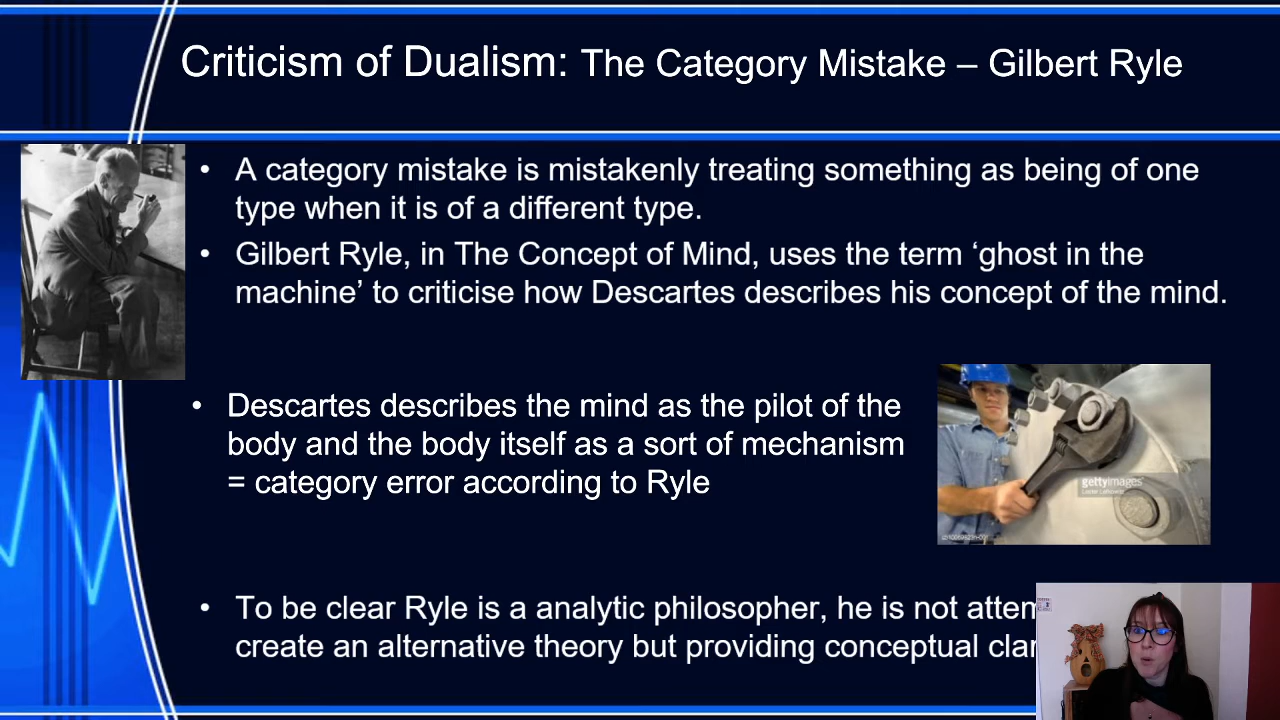 Criticism of Dualism: The Category Mistake – Gilbert Ryle
• A category mistake is mistakenly treating something as being of one
type when it is of a different type.
• Gilbert Ryle, in The Concept of Mind, uses the term ‘ghost in the
machine’ to criticise how Descartes describes his concept of the mind.
• Descartes describes the mind as the pilot of the
body and the body itself as a sort of mechanism
= category error according to Ryle
gettyimages
• To be clear Ryle is a analytic philosopher, he is not attem
create an alternative theory but providing conceptual clar